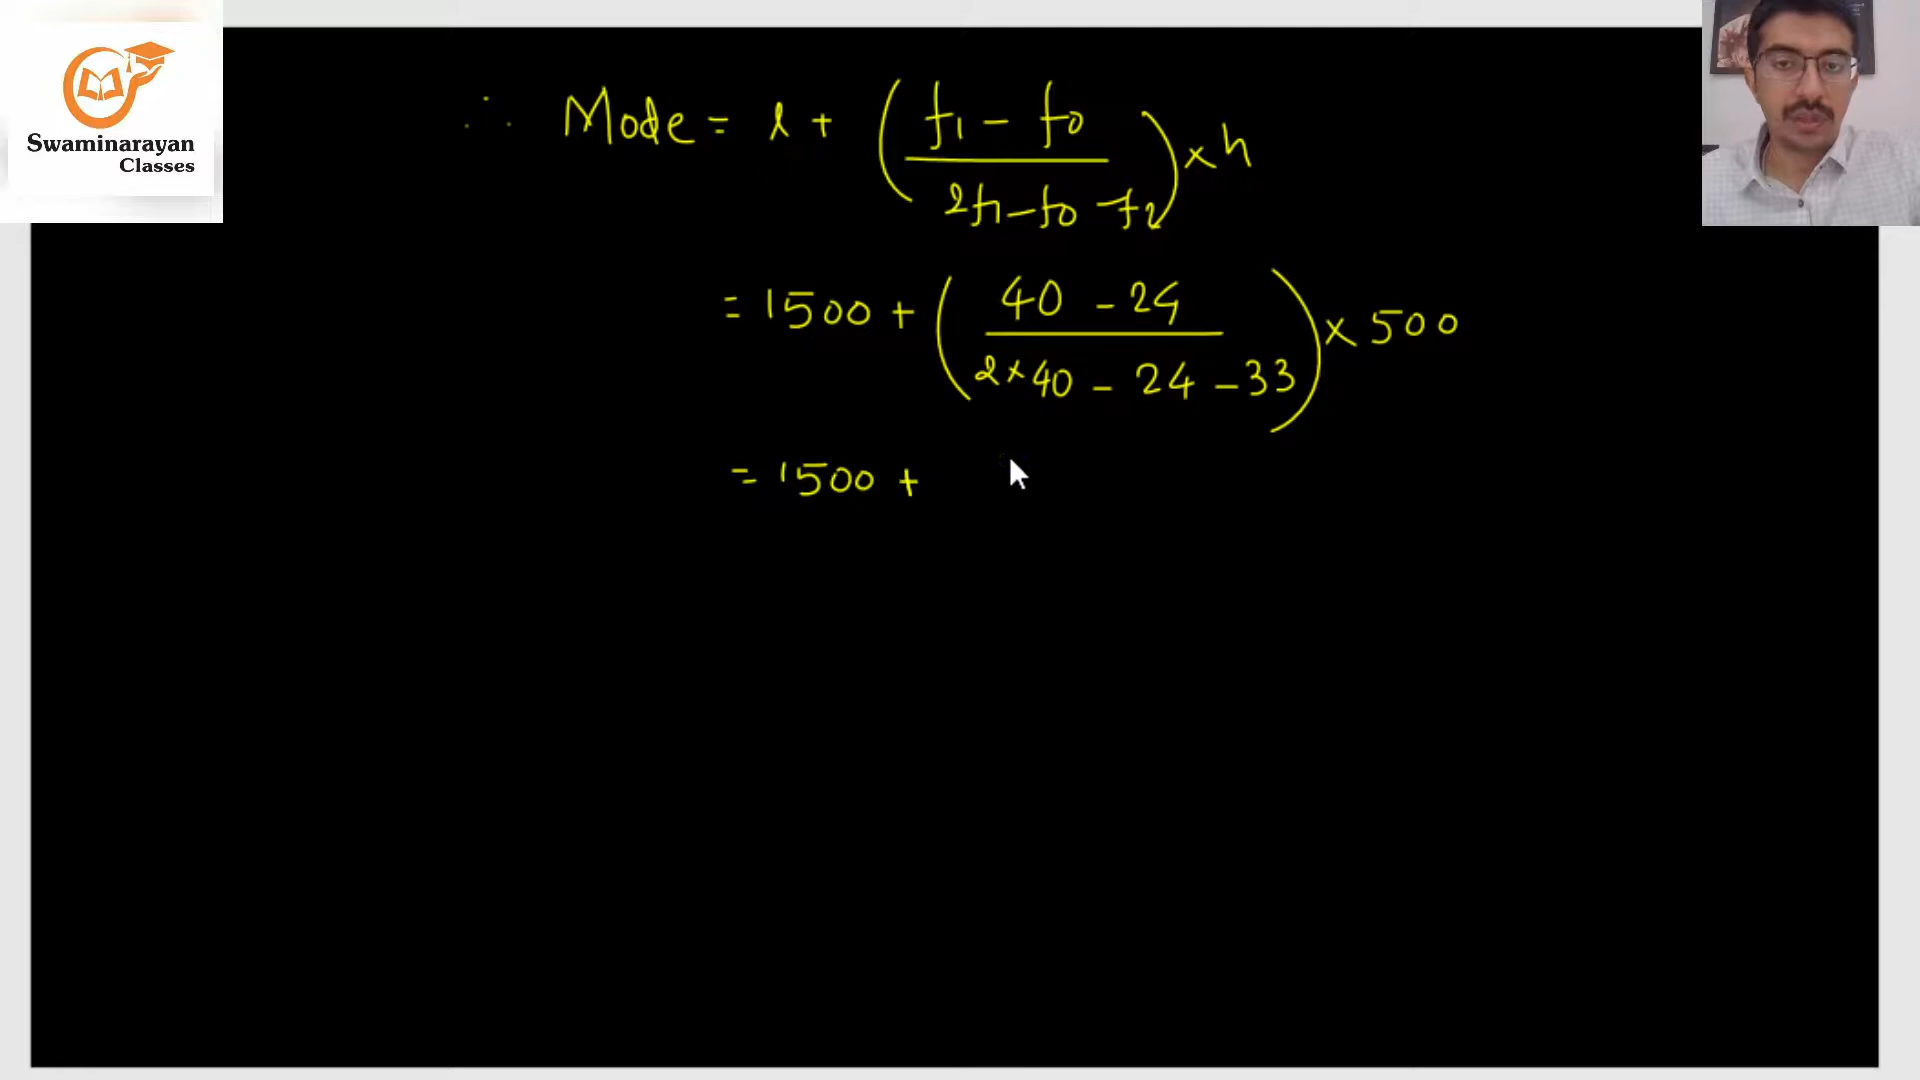 Swaminarayan
Classes
∴ Mode = l + (f1 - f0 / 2f1 - f0 - f2) × h
= 1500 + (40 - 24 / 2×40 - 24 - 33) × 500
= 1500 +